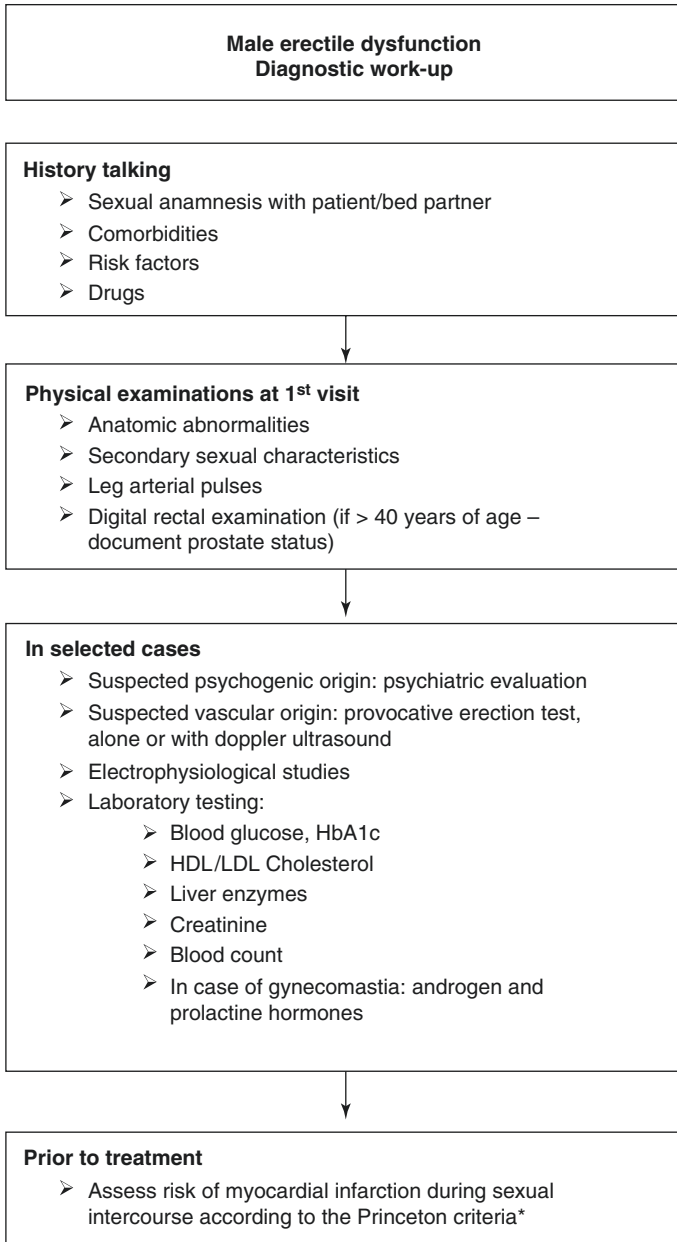 Male erectile dysfunction
Diagnostic work-up
History talking
➢ Sexual anamnesis with patient/bed partner
➢ Comorbidities
➢ Risk factors
➢ Drugs
Physical examinations at 1st visit
➢ Anatomic abnormalities
➢ Secondary sexual characteristics
➢ Leg arterial pulses
➢ Digital rectal examination (if > 40 years of age –
document prostate status)
In selected cases
➢ Suspected psychogenic origin: psychiatric evaluation
➢ Suspected vascular origin: provocative erection test,
alone or with doppler ultrasound
➢ Electrophysiological studies
➢ Laboratory testing:
➢ Blood glucose, HbA1c
➢ HDL/LDL Cholesterol
➢ Liver enzymes
➢ Creatinine
➢ Blood count
➢ In case of gynecomastia: androgen and
prolactine hormones
Prior to treatment
➢ Assess risk of myocardial infarction during sexual
intercourse according to the Princeton criteria*